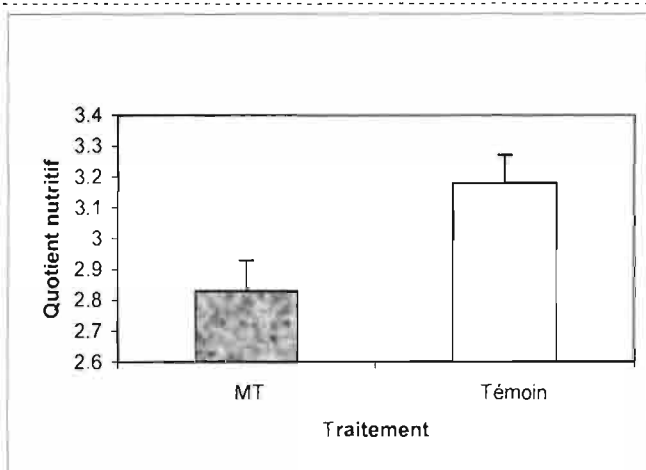 Quotient nutritif
3.4
3.3
3.2
3.1
3
2.9
2.8
2.7
2.6
MT
Témoin
Traitement